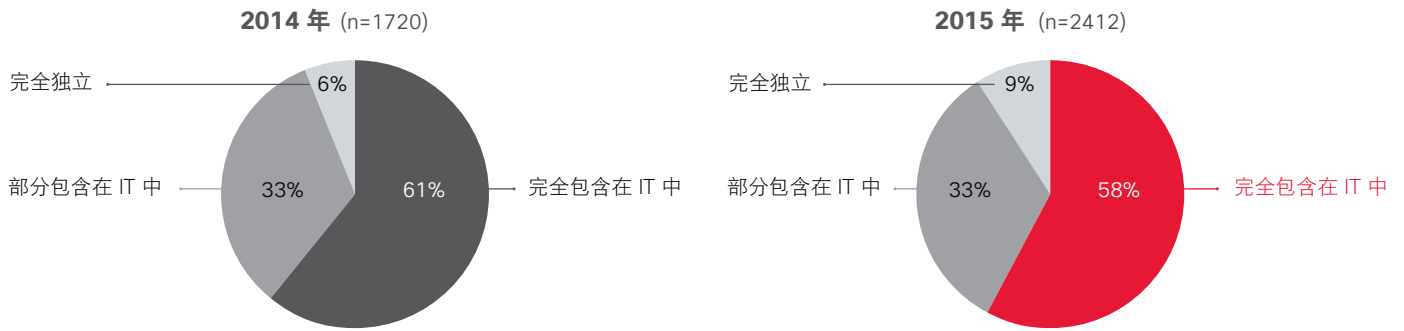 2014 年 (n=1720)
完全独立
6%
部分包含在 IT 中
33%
61%
完全包含在 IT 中
2015 年 (n=2412)
完全独立
9%
部分包含在 IT 中
33%
58%
完全包含在 IT 中